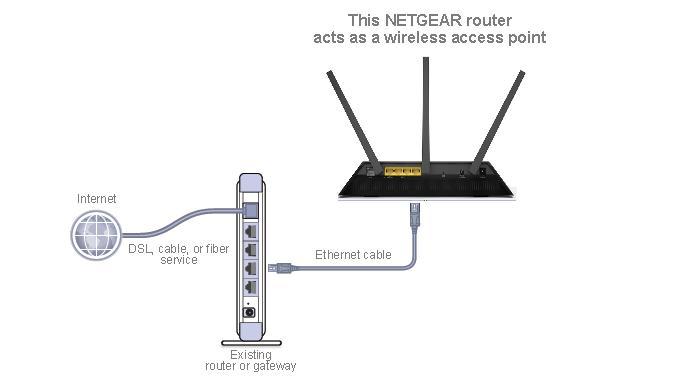 This NETGEAR router
acts as a wireless access point
Internet
DSL, cable, or fiber
service
Ethernet cable
Existing
router or gateway